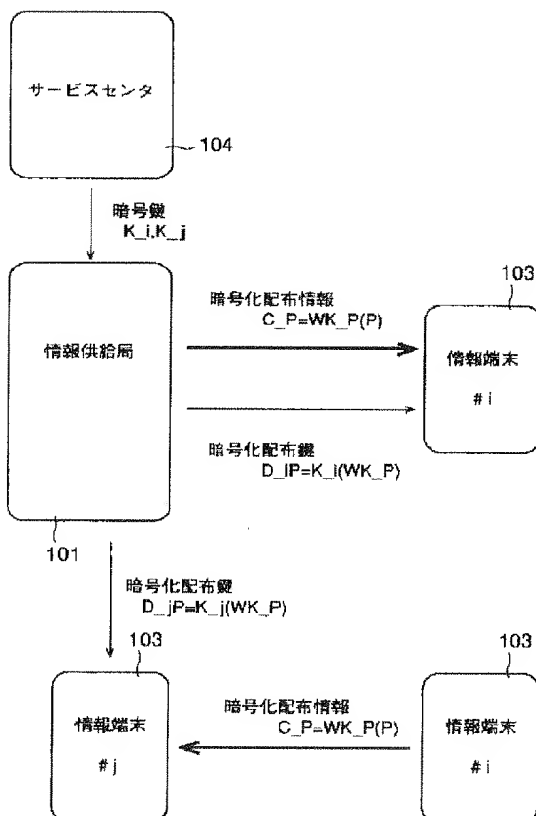 サービスセンタ
104
暗号鍵
K_i,K_j
情報供給局
101
暗号化配布情報
C_P=WK_P(P)
暗号化配布鍵
D_iP=K_i(WK_P)
103
情報端末
#i
暗号化配布鍵
D_jP=K_j(WK_P)
103
情報端末
#j
暗号化配布情報
C_P=WK_P(P)
103
情報端末
#i